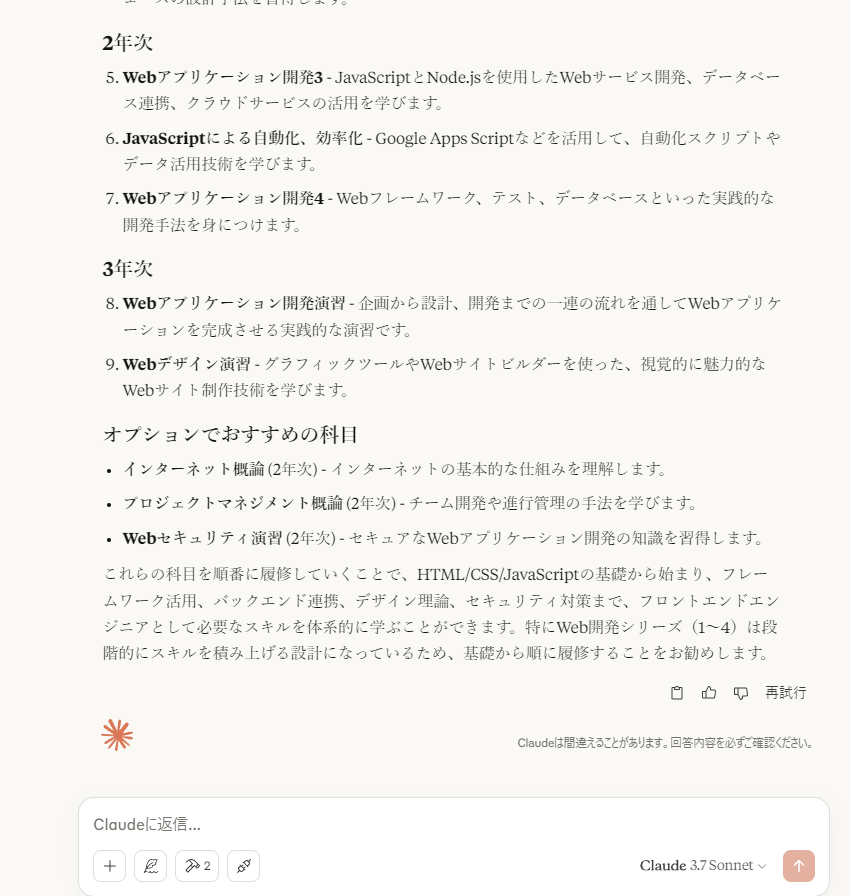 ェースの設計手法を習得します。
2年次
5. Webアプリケーション開発3 - JavaScriptとNode.jsを使用したWebサービス開発、データベー
ス連携、クラウドサービスの活用を学びます。
6. JavaScriptによる自動化、効率化 - Google Apps Scriptなどを活用して、自動化スクリプトや
データ活用技術を学びます。
7. Webアプリケーション開発4 - Webフレームワーク、テスト、データベースといった実践的な
開発手法を身につけます。
3年次
8. Webアプリケーション開発演習 - 企画から設計、開発までの一連の流れを通してWebアプリケ
ーションを完成させる実践的な演習です。
9. Webデザイン演習 - グラフィックツールやWebサイトビルダーを使った、視覚的に魅力的な
Webサイト制作技術を学びます。
オプションでおすすめの科目
• インターネット概論 (2年次) - インターネットの基本的な仕組みを理解します。
• プロジェクトマネジメント概論 (2年次) - チーム開発や進行管理の手法を学びます。
• Webセキュリティ演習 (2年次) - セキュアなWebアプリケーション開発の知識を習得します。
これらの科目を順番に履修していくことで、HTML/CSS/JavaScriptの基礎から始まり、フレー
ムワーク活用、バックエンド連携、デザイン理論、セキュリティ対策まで、フロントエンドエン
ジニアとして必要なスキルを体系的に学ぶことができます。特にWeb開発シリーズ（1〜4）は段
階的にスキルを積み上げる設計になっているため、基礎から順に履修することをお勧めします。
再試行
Claudeは間違えることがあります。回答内容を必ずご確認ください。
Claudeに返信...
2
Claude 3.7 Sonnet